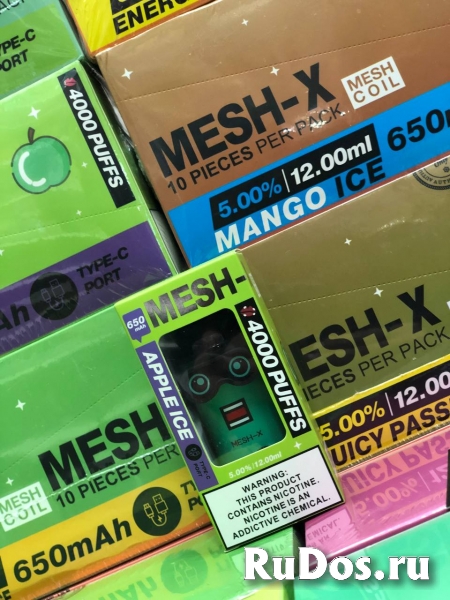 ENERG
TYPE-C
PORT
4000 PUFFS
MESH-X
MESH
COIL
10 PIECES PER PACK
5.00% | 12.00ml
650m
MANGO ICE
Ah
TYPE-C
PORT
650
mAh
MESH-
4000 PUFFS
APPLE ICE
TYPE-C
PORT
MESH-X
5.00%/12.00ml
WARNING:
THIS PRODUCT
CONTAINS NICOTINE.
NICOTINE IS AN
ADDICTIVE CHEMICAL.
ESH-X
PIECES PER PACK
5.00% | 12.00
JUICY PASS
MESH
10 PIECES PER
MESH
COIL
650mAh
RuDos.ru